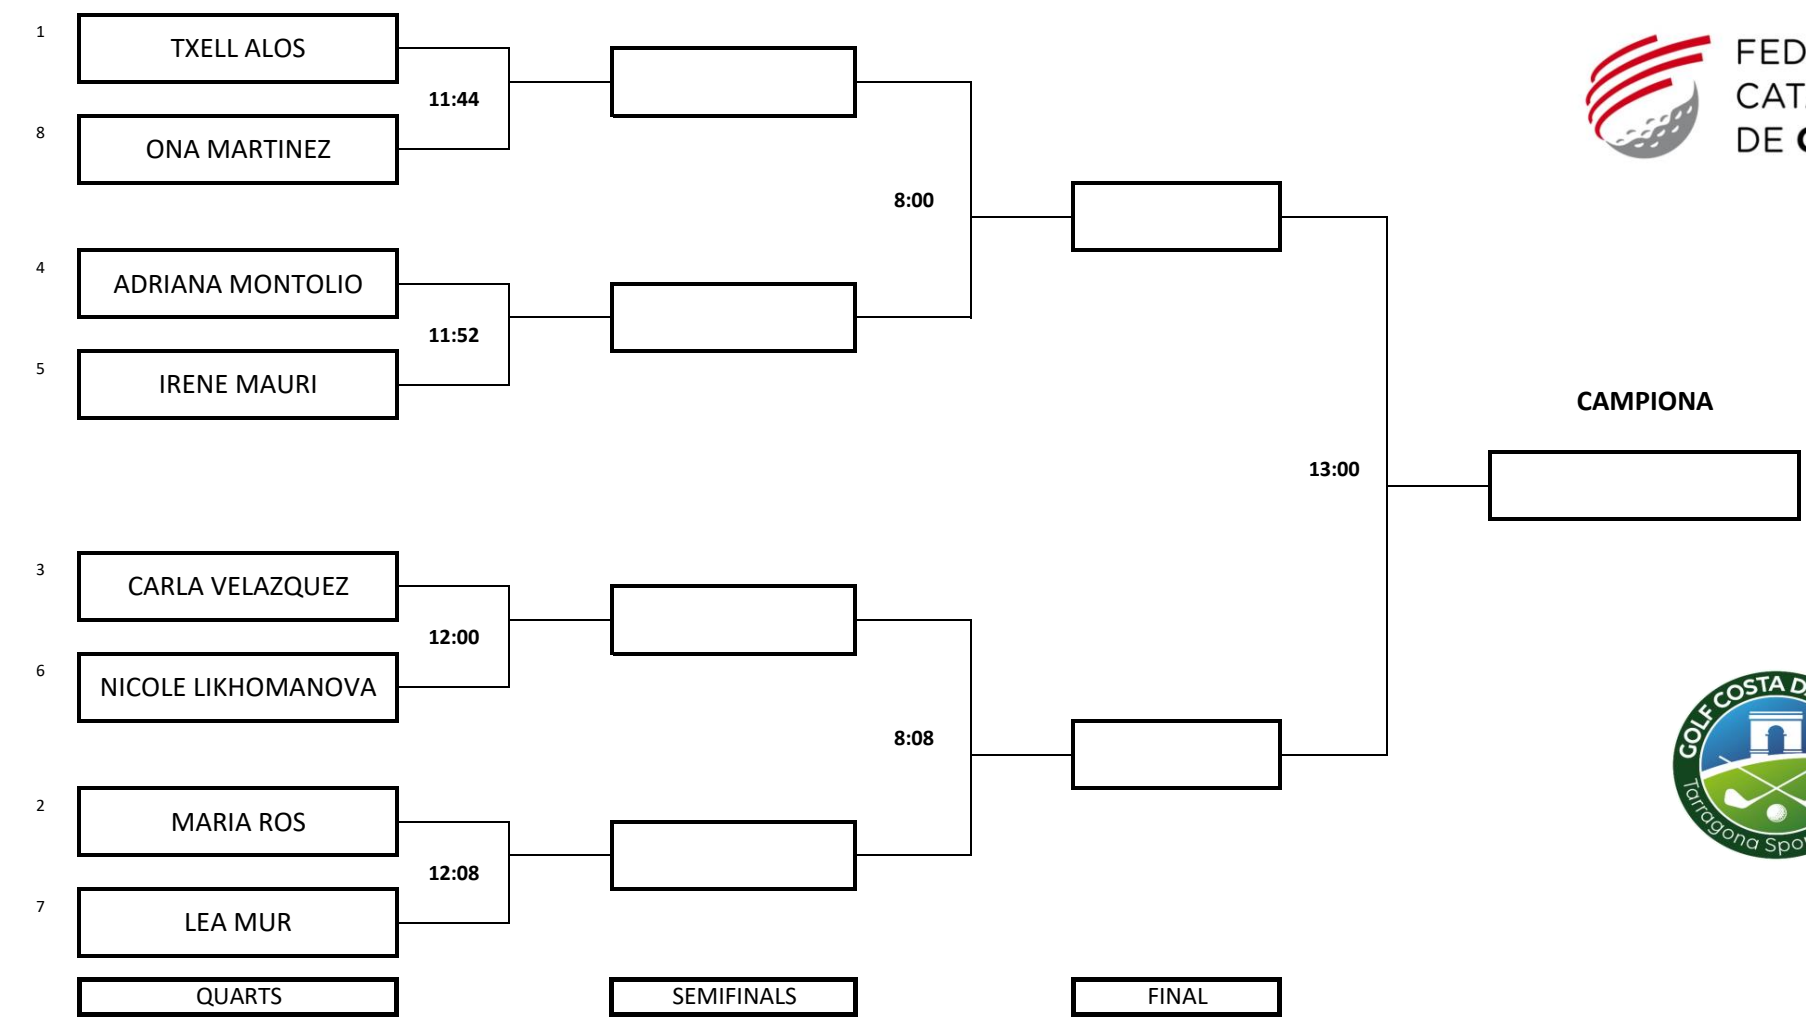 1
TXELL ALOS
11:44
8
ONA MARTINEZ
8:00
4
ADRIANA MONTOLIO
11:52
5
IRENE MAURI
CAMPIONA
13:00
3
CARLA VELAZQUEZ
12:00
6
NICOLE LIKHOMANOVA
8:08
2
MARIA ROS
12:08
7
LEA MUR
QUARTS
SEMIFINALS
FINAL
FED
CAT
DE
GOLF COSTA D
Tarragona Spo